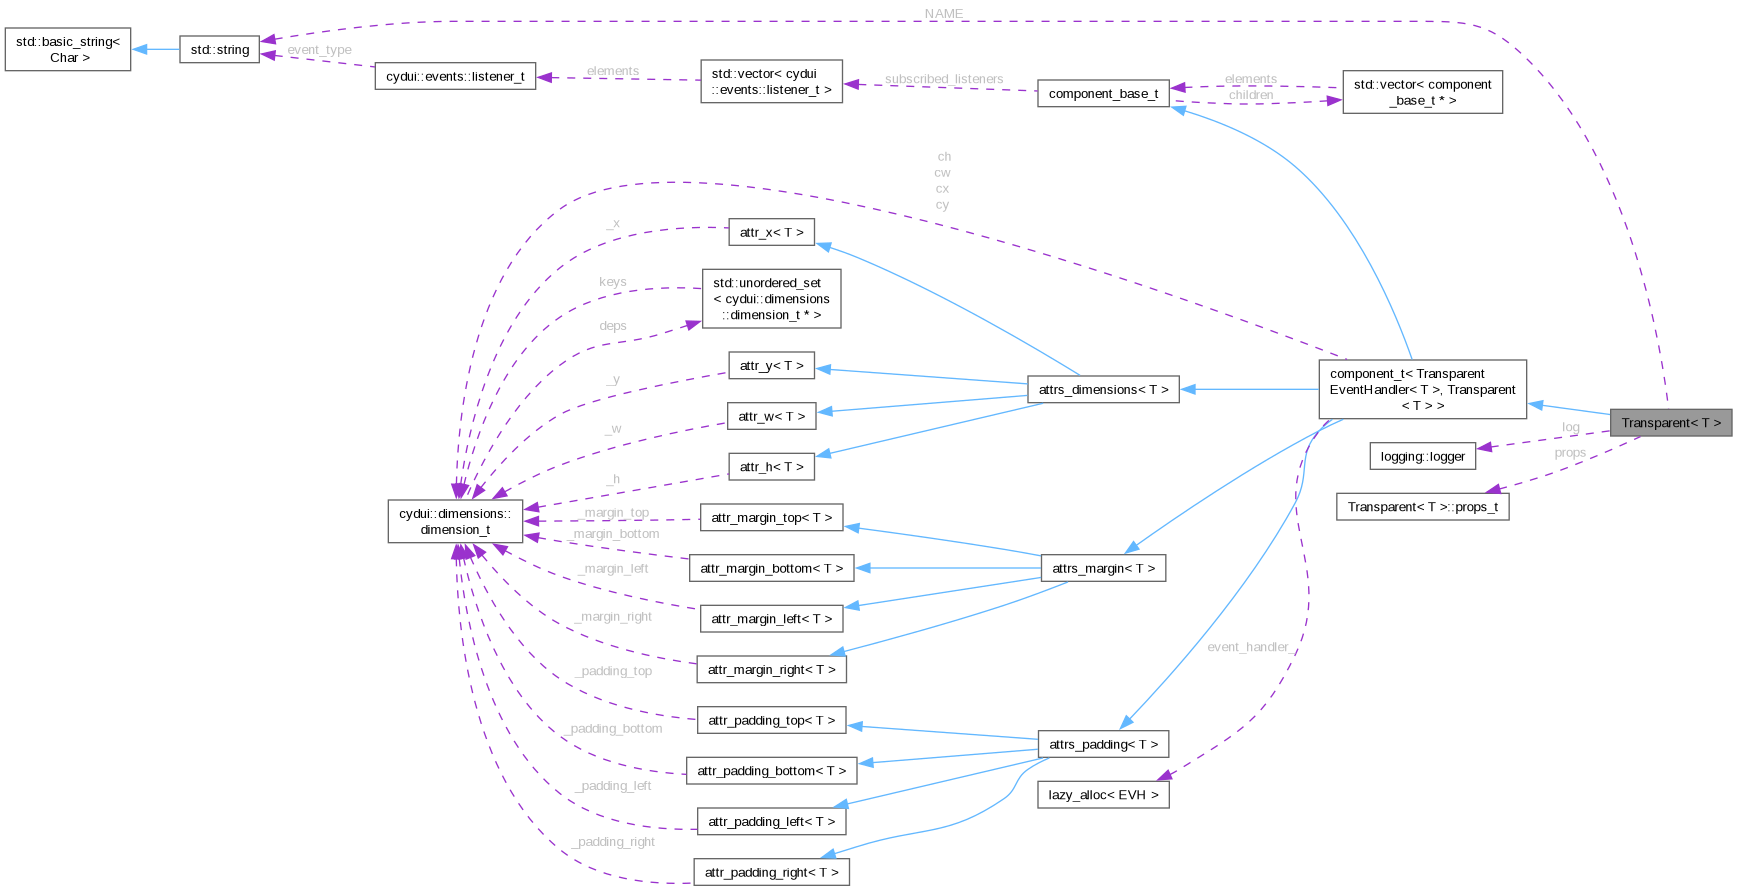 NAME
std::basic_string<
Char >
std::string
event_type
cydui::events::listener_t
elements
std::vector< cydui
::events::listener_t >
subscribed_listeners
component_base_t
elements
children
std::vector< component
_base_t * >
ch
cw
cx
cy
_x
attr_x< T >
keys
std::unordered_set
< cydui::dimensions
::dimension_t * >
deps
_y
attr_y< T >
attrs_dimensions< T >
component_t< Transparent
EventHandler< T >, Transparent
< T > >
Transparent< T >
_w
attr_w< T >
log
logging::logger
props
Transparent< T >::props_t
_h
attr_h< T >
cydui::dimensions::
dimension_t
_margin_top
attr_margin_top< T >
_margin_bottom
attr_margin_bottom< T >
attrs_margin< T >
_margin_left
attr_margin_left< T >
_margin_right
attr_margin_right< T >
event_handler_
_padding_top
attr_padding_top< T >
_padding_bottom
attr_padding_bottom< T >
attrs_padding< T >
lazy_alloc< EVH >
_padding_left
attr_padding_left< T >
_padding_right
attr_padding_right< T >